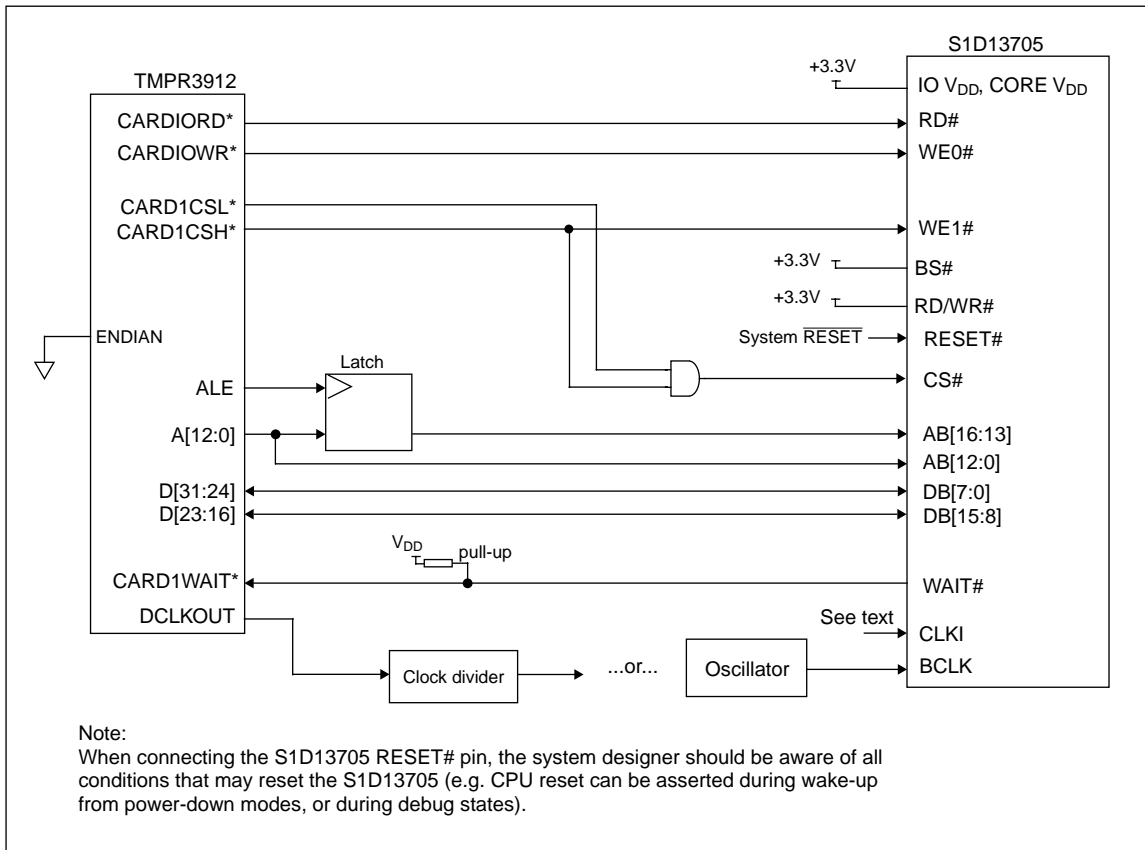 S1D13705
TMPR3912
+3.3V
IO VDD, CORE VDD
CARDIORD*
RD#
CARDIOWR*
WE0#
CARD1CSL*
CARD1CSH*
WE1#
+3.3V
BS#
+3.3V
RD/WR#
ENDIAN
System RESET
RESET#
Latch
ALE
CS#
A[12:0]
AB[16:13]
AB[12:0]
D[31:24]
DB[7:0]
D[23:16]
DB[15:8]
VDD
pull-up
CARD1WAIT*
WAIT#
DCLKOUT
See text
CLKI
Clock divider
...or...
Oscillator
BCLK
Note:
When connecting the S1D13705 RESET# pin, the system designer should be aware of all
conditions that may reset the S1D13705 (e.g. CPU reset can be asserted during wake-up
from power-down modes, or during debug states).